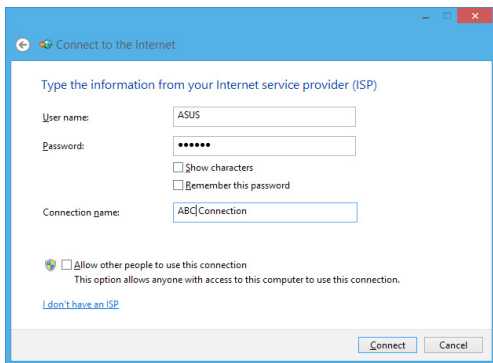 Connect to the Internet
Type the information from your Internet service provider (ISP)
User name: ASUS
Password: ••••••
Show characters
Remember this password
Connection name: ABC Connection
Allow other people to use this connection
This option allows anyone with access to this computer to use this connection.
I don't have an ISP
Connect Cancel